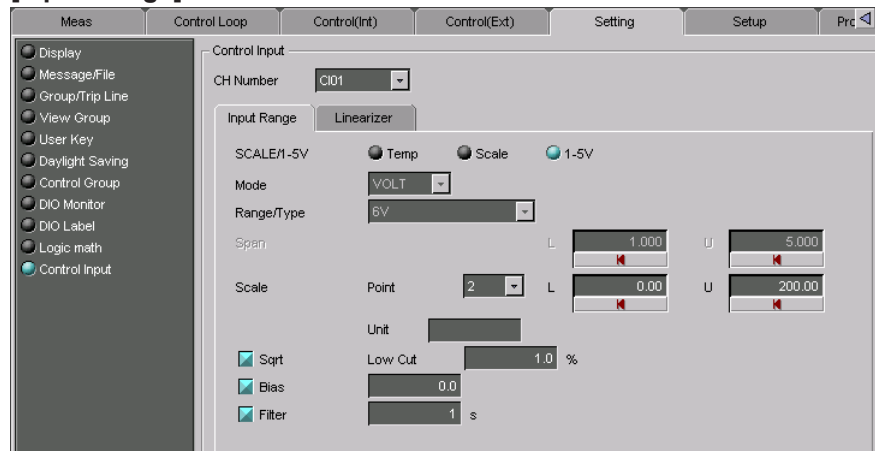 Meas Control Loop Control(Int) Control(Ext) Setting Setup
Display
Message/File
Group/Trip Line
View Group
User Key
Daylight Saving
Control Group
DIO Monitor
DIO Label
Logic math
Control Input
Control Input
CH Number CI01
Input Range Linearizer
SCALE/1-5V Temp Scale 1-5V
Mode VOLT
Range/Type 6V
Span L 1.000 U 5.000
Scale Point 2 L 0.00 U 200.00
Unit
Sqrt Low Cut 1.0 %
Bias 0.0
Filter 1 s